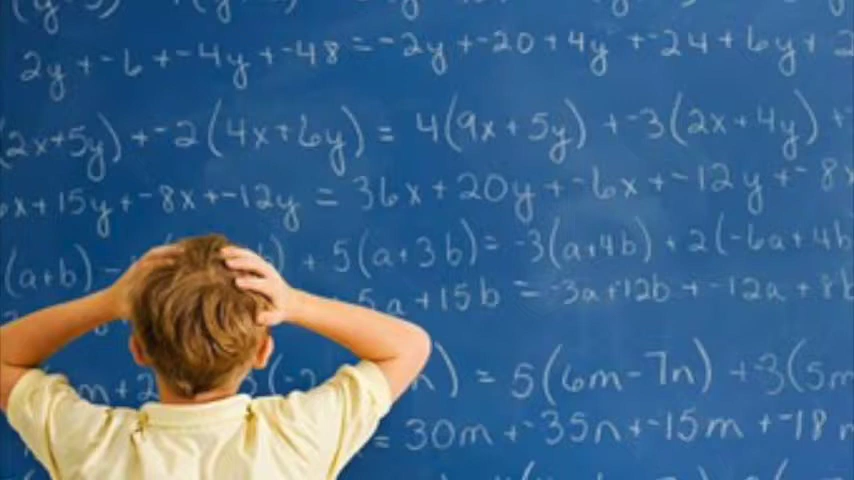 2y + ⁻6 + ⁻4y + ⁻48 = ⁻2y + ⁻20 + 4y + ⁻24 + 6y + 2
(2x+5y) + ⁻2(4x+6y) = 4(9x+5y) + ⁻3(2x+4y) +
x + 15y + ⁻8x + ⁻12y = 36x + 20y + ⁻6x + ⁻12y + ⁻8x
(a+b) + 5(a+3b) = ⁻3(a+4b) + 2(⁻6a+4b
5a + 15b = ⁻3a + 12b + ⁻12a + 8b
) = 5(6m-7n) + ⁻3(5m
= 30m + ⁻35n + ⁻15m + ⁻18